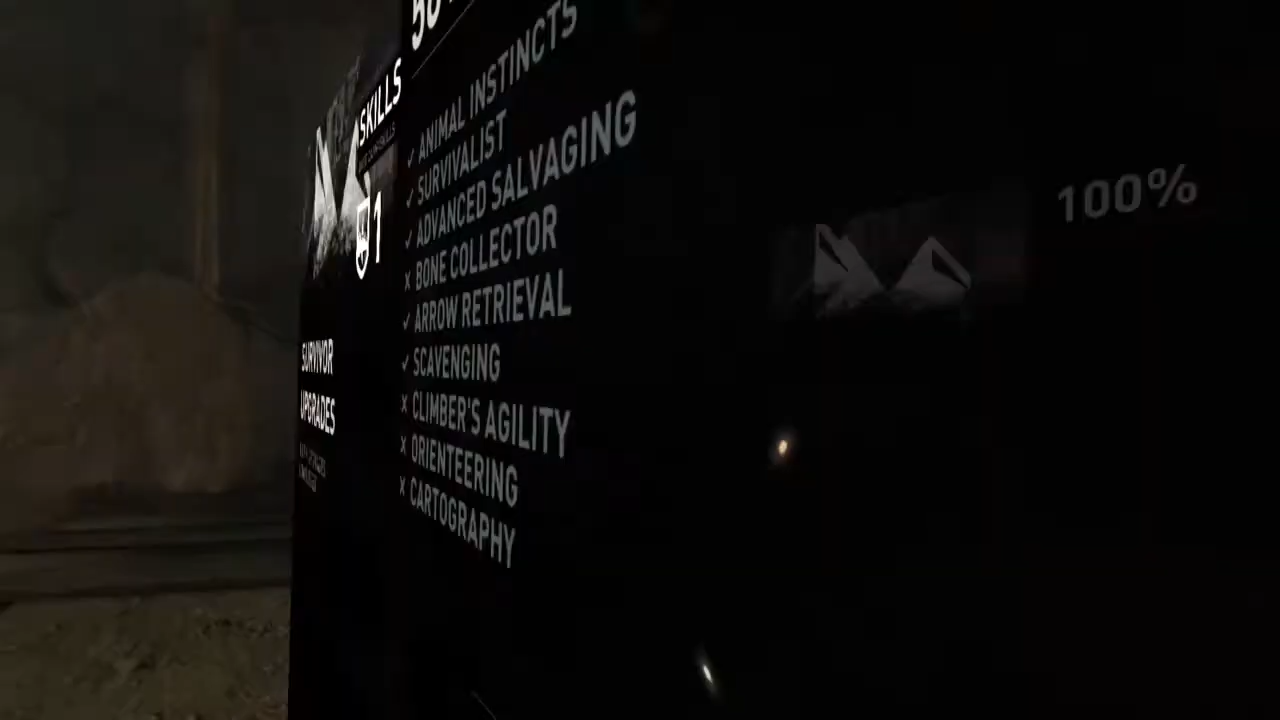 SKILLS
1
SURVIVOR
UPGRADES
ANIMAL INSTINCTS
SURVIVALIST
ADVANCED SALVAGING
BONE COLLECTOR
ARROW RETRIEVAL
SCAVENGING
CLIMBER'S AGILITY
ORIENTEERING
CARTOGRAPHY
100%